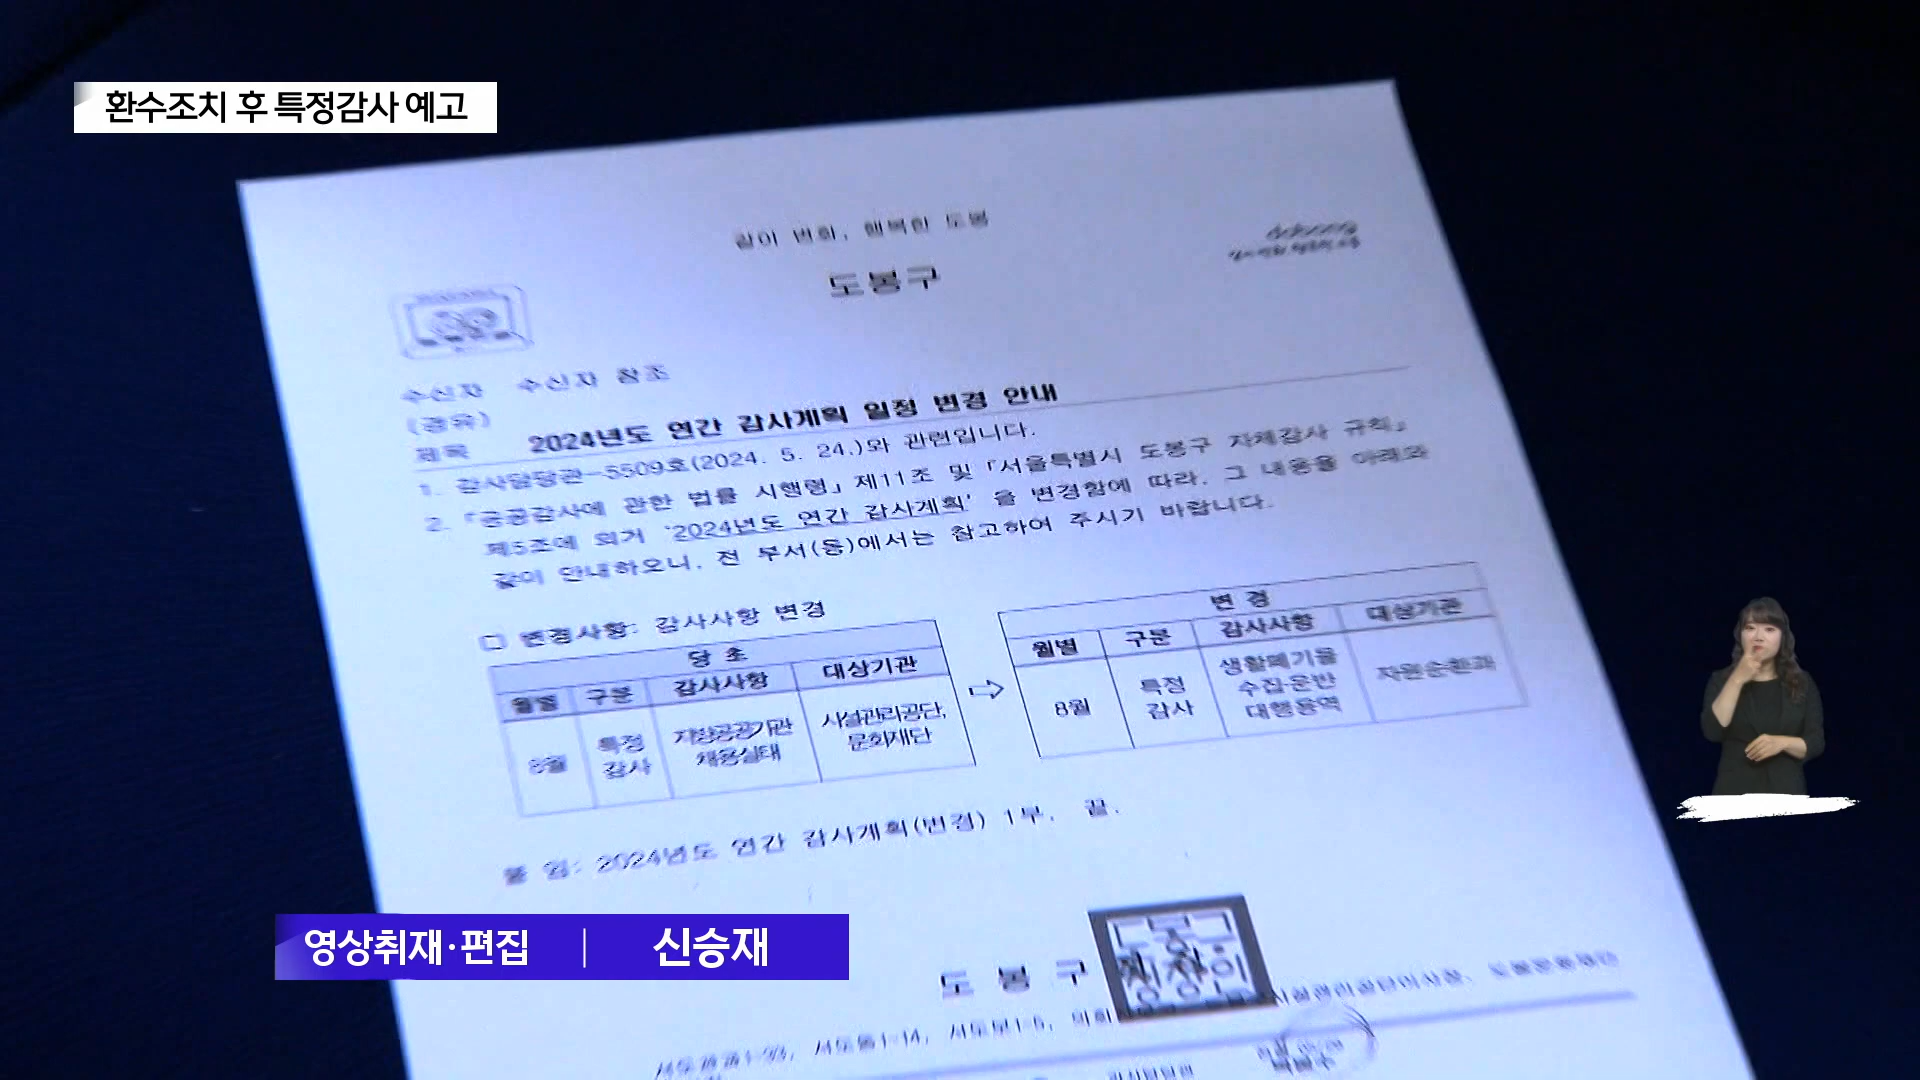 환수조치 후 특정감사 예고
같이 변화, 행복한 도봉
도봉구
수신자 수신자 참조
(경유)
제목 2024년도 연간 감사계획 일정 변경 안내
1. 감사담당관-5509호(2024. 5. 24.)와 관련입니다.
2. 「공공감사에 관한 법률 시행령」 제11조 및 「서울특별시 도봉구 자체감사 규칙」
제5조에 의거 '2024년도 연간 감사계획' 을 변경함에 따라, 그 내용을 아래와
같이 안내하오니, 전 부서(동)에서는 참고하여 주시기 바랍니다.
□ 변경사항: 감사사항 변경
당 초
월별 구분 감사사항 대상기관
8월 특정 감사 지방공공기관 채용실태 시설관리공단, 문화재단
⇨
변 경
월별 구분 감사사항 대상기관
8월 특정 감사 생활폐기물 수집·운반 대행용역 자원순환과
붙 임: 2024년도 연간 감사계획(변경) 1부. 끝.
도 봉 구
영상취재·편집 | 신승재